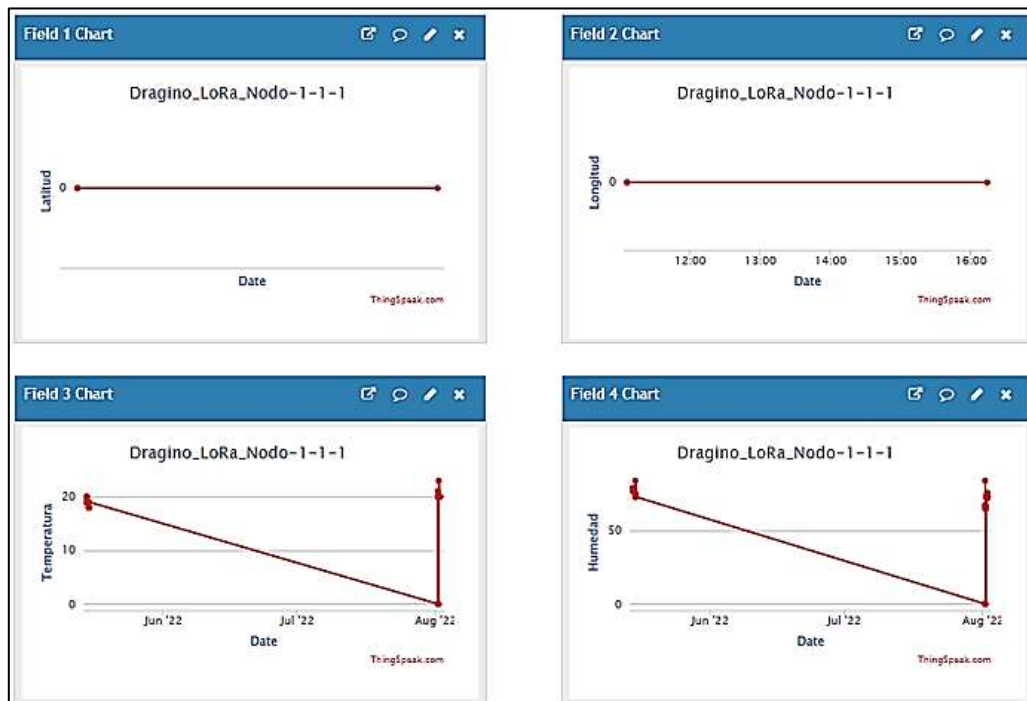 Field 1 Chart
Dragino_LoRa_Nodo-1-1-1
Latitud
0
Date
ThingSpeak.com
Field 2 Chart
Dragino_LoRa_Nodo-1-1-1
Longitud
0
12:00 13:00 14:00 15:00 16:00
Date
ThingSpeak.com
Field 3 Chart
Dragino_LoRa_Nodo-1-1-1
Temperatura
20
10
0
Jun '22 Jul '22 Aug '22
Date
ThingSpeak.com
Field 4 Chart
Dragino_LoRa_Nodo-1-1-1
Humedad
50
0
Jun '22 Jul '22 Aug '22
Date
ThingSpeak.com